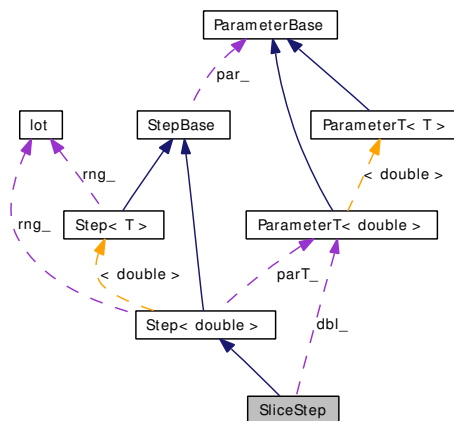 ParameterBase
par_
lot
StepBase
ParameterT< T >
rng_
< double >
rng_
Step< T >
ParameterT< double >
< double >
parT_
dbl_
Step< double >
SliceStep